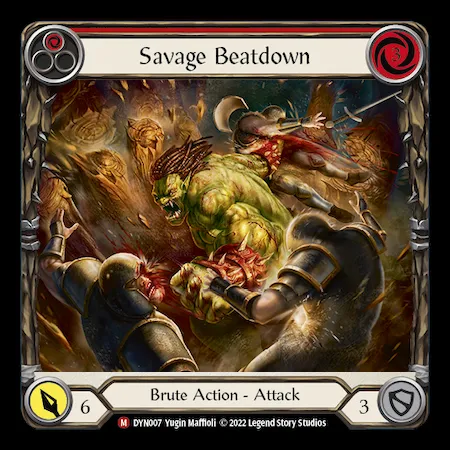 Savage Beatdown
3
Brute Action - Attack
6
3
M DYN007 Yugin Maffioli © 2022 Legend Story Studios